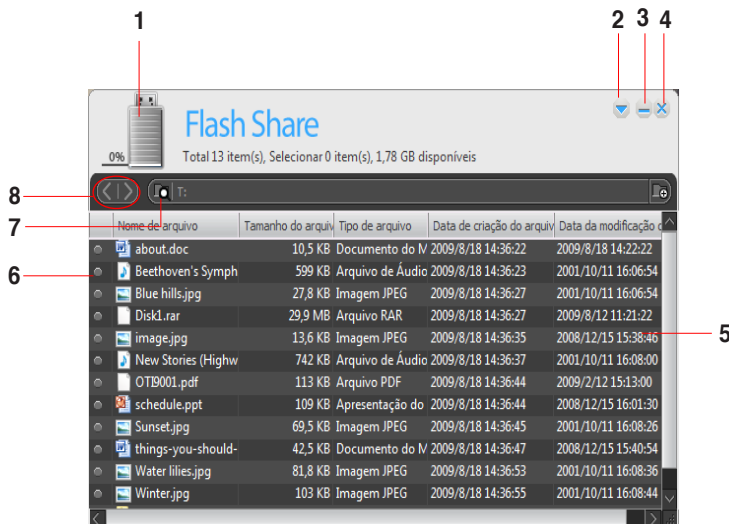 1
2 3 4
Flash Share
0% Total 13 item(s), Selecionar 0 item(s), 1,78 GB disponíveis
8
T:
7
Nome de arquivo Tamanho do arquiv Tipo de arquivo Data de criação do arquiv Data da modificação
about.doc 10,5 KB Documento do M 2009/8/18 14:36:22 2009/8/18 14:22:22
6
Beethoven's Symph 599 KB Arquivo de Áudio 2009/8/18 14:36:23 2001/10/11 16:06:54
Blue hills.jpg 27,8 KB Imagem JPEG 2009/8/18 14:36:27 2001/10/11 16:06:54
Disk1.rar 29,9 MB Arquivo RAR 2009/8/18 14:36:27 2009/8/12 11:21:22
image.jpg 13,6 KB Imagem JPEG 2009/8/18 14:36:35 2008/12/15 15:38:46
5
New Stories (Highw 742 KB Arquivo de Áudio 2009/8/18 14:36:37 2001/10/11 16:08:00
OTI9001.pdf 113 KB Arquivo PDF 2009/8/18 14:36:44 2009/2/12 15:13:00
schedule.ppt 109 KB Apresentação do 2009/8/18 14:36:44 2008/12/15 16:01:30
Sunset.jpg 69,5 KB Imagem JPEG 2009/8/18 14:36:45 2001/10/11 16:08:26
things-you-should- 42,5 KB Documento do M 2009/8/18 14:36:47 2008/12/15 15:40:54
Water lilies.jpg 81,8 KB Imagem JPEG 2009/8/18 14:36:53 2001/10/11 16:08:36
Winter.jpg 103 KB Imagem JPEG 2009/8/18 14:36:55 2001/10/11 16:08:44